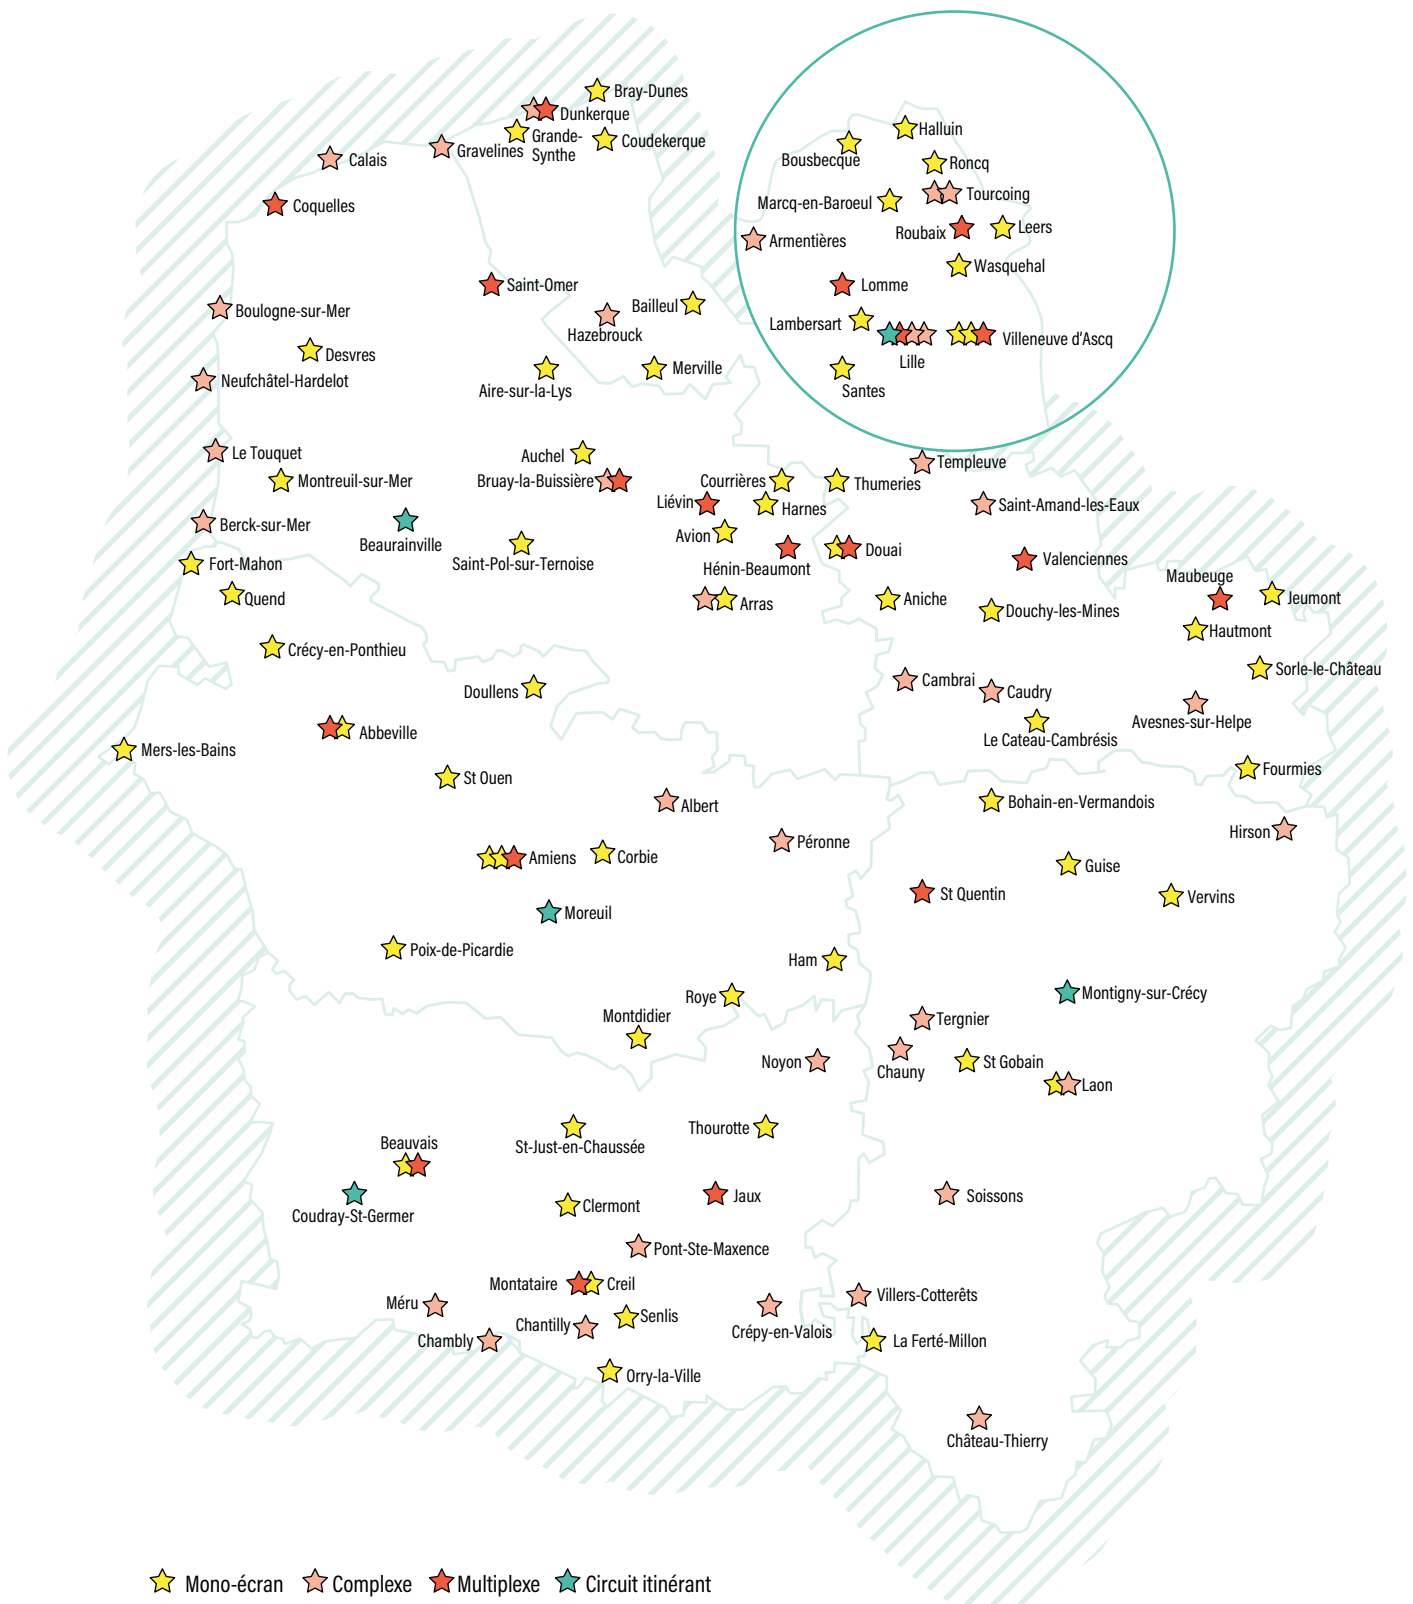 Bray-Dunes
Dunkerque
Grande-
Synthe
Coudekerque
Gravelines
Calais
Coquelles
Halluin
Bousbecque
Roncq
Tourcoing
Marcq-en-Baroeul
Roubaix
Leers
Armentières
Wasquehal
Lomme
Lambersart
Lille
Villeneuve d'Ascq
Santes
Saint-Omer
Bailleul
Hazebrouck
Boulogne-sur-Mer
Desvres
Merville
Neufchâtel-Hardelot
Aire-sur-la-Lys
Le Touquet
Auchel
Montreuil-sur-Mer
Bruay-la-Buissière
Courrières
Thumeries
Templeuve
Liévin
Harnes
Saint-Amand-les-Eaux
Berck-sur-Mer
Beaurainville
Avion
Saint-Pol-sur-Ternoise
Hénin-Beaumont
Douai
Valenciennes
Fort-Mahon
Quend
Maubeuge
Jeumont
Arras
Aniche
Douchy-les-Mines
Hautmont
Crécy-en-Ponthieu
Sorle-le-Château
Doullens
Cambrai
Caudry
Avesnes-sur-Helpe
Abbeville
Le Cateau-Cambrésis
Mers-les-Bains
Fourmies
St Ouen
Albert
Bohain-en-Vermandois
Péronne
Hirson
Amiens
Corbie
Guise
St Quentin
Vervins
Moreuil
Poix-de-Picardie
Ham
Roye
Montigny-sur-Crécy
Montdidier
Tergnier
Noyon
Chauny
St Gobain
Laon
Thourotte
St-Just-en-Chaussée
Beauvais
Coudray-St-Germer
Clermont
Jaux
Soissons
Pont-Ste-Maxence
Montataire
Creil
Méru
Chantilly
Senlis
Crépy-en-Valois
Villers-Cotterêts
Chambly
La Ferté-Millon
Orry-la-Ville
Château-Thierry
Mono-écran
Complexe
Multiplexe
Circuit itinérant